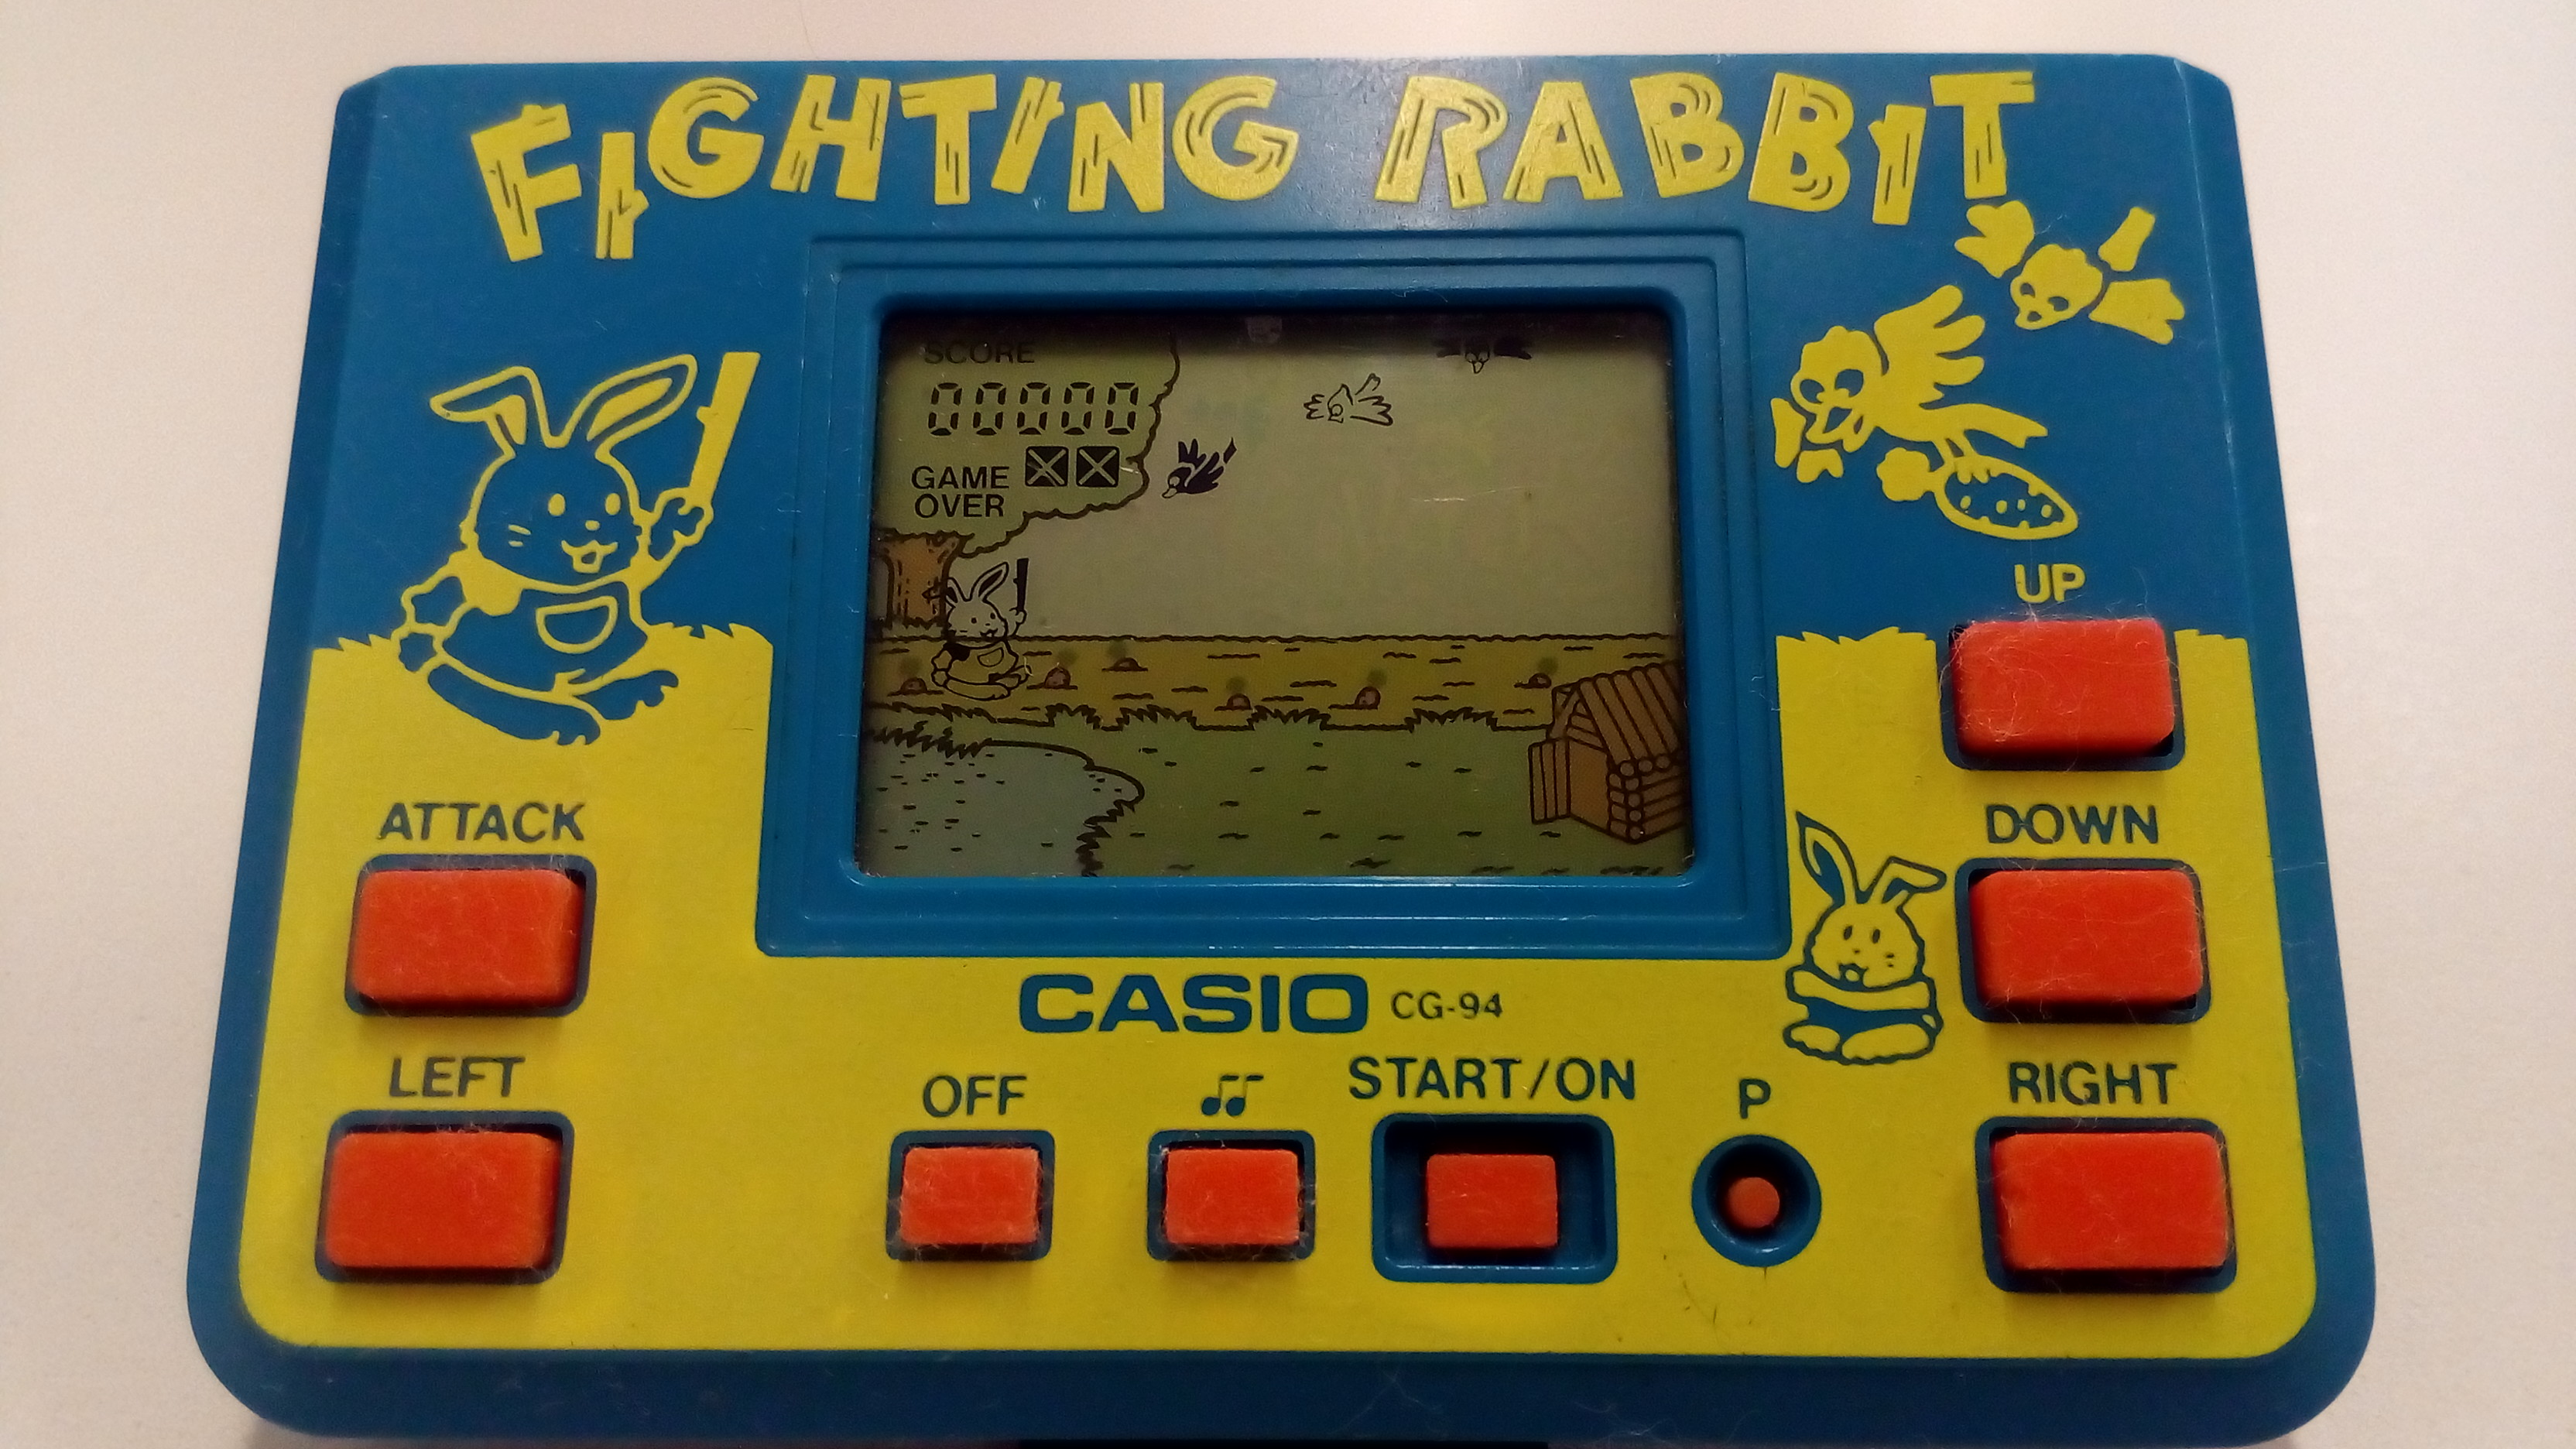 FIGHTING RABBIT
SCORE
00000
GAME
OVER
UP
ATTACK
DOWN
CASIO CG-94
LEFT
OFF
♫
START/ON
P
RIGHT